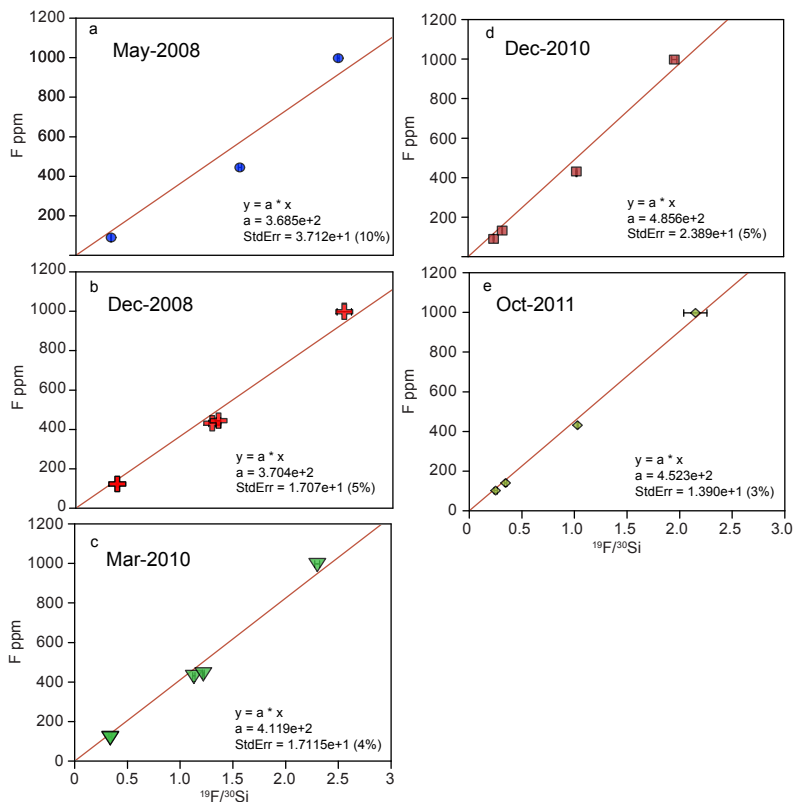 a
May-2008
1200
1000
800
600
400
200
F ppm
y = a * x
a = 3.685e+2
StdErr = 3.712e+1 (10%)
b
Dec-2008
1200
1000
800
600
400
200
0
F ppm
y = a * x
a = 3.704e+2
StdErr = 1.707e+1 (5%)
c
Mar-2010
1200
1000
800
600
400
200
0
F ppm
y = a * x
a = 4.119e+2
StdErr = 1.7115e+1 (4%)
0 0.5 1.0 1.5 2.0 2.5 3
¹⁹F/³⁰Si
d
Dec-2010
1200
1000
800
600
400
200
F ppm
y = a * x
a = 4.856e+2
StdErr = 2.389e+1 (5%)
e
Oct-2011
1200
1000
800
600
400
200
0
F ppm
y = a * x
a = 4.523e+2
StdErr = 1.390e+1 (3%)
0 0.5 1.0 1.5 2.0 2.5 3.0
¹⁹F/³⁰Si